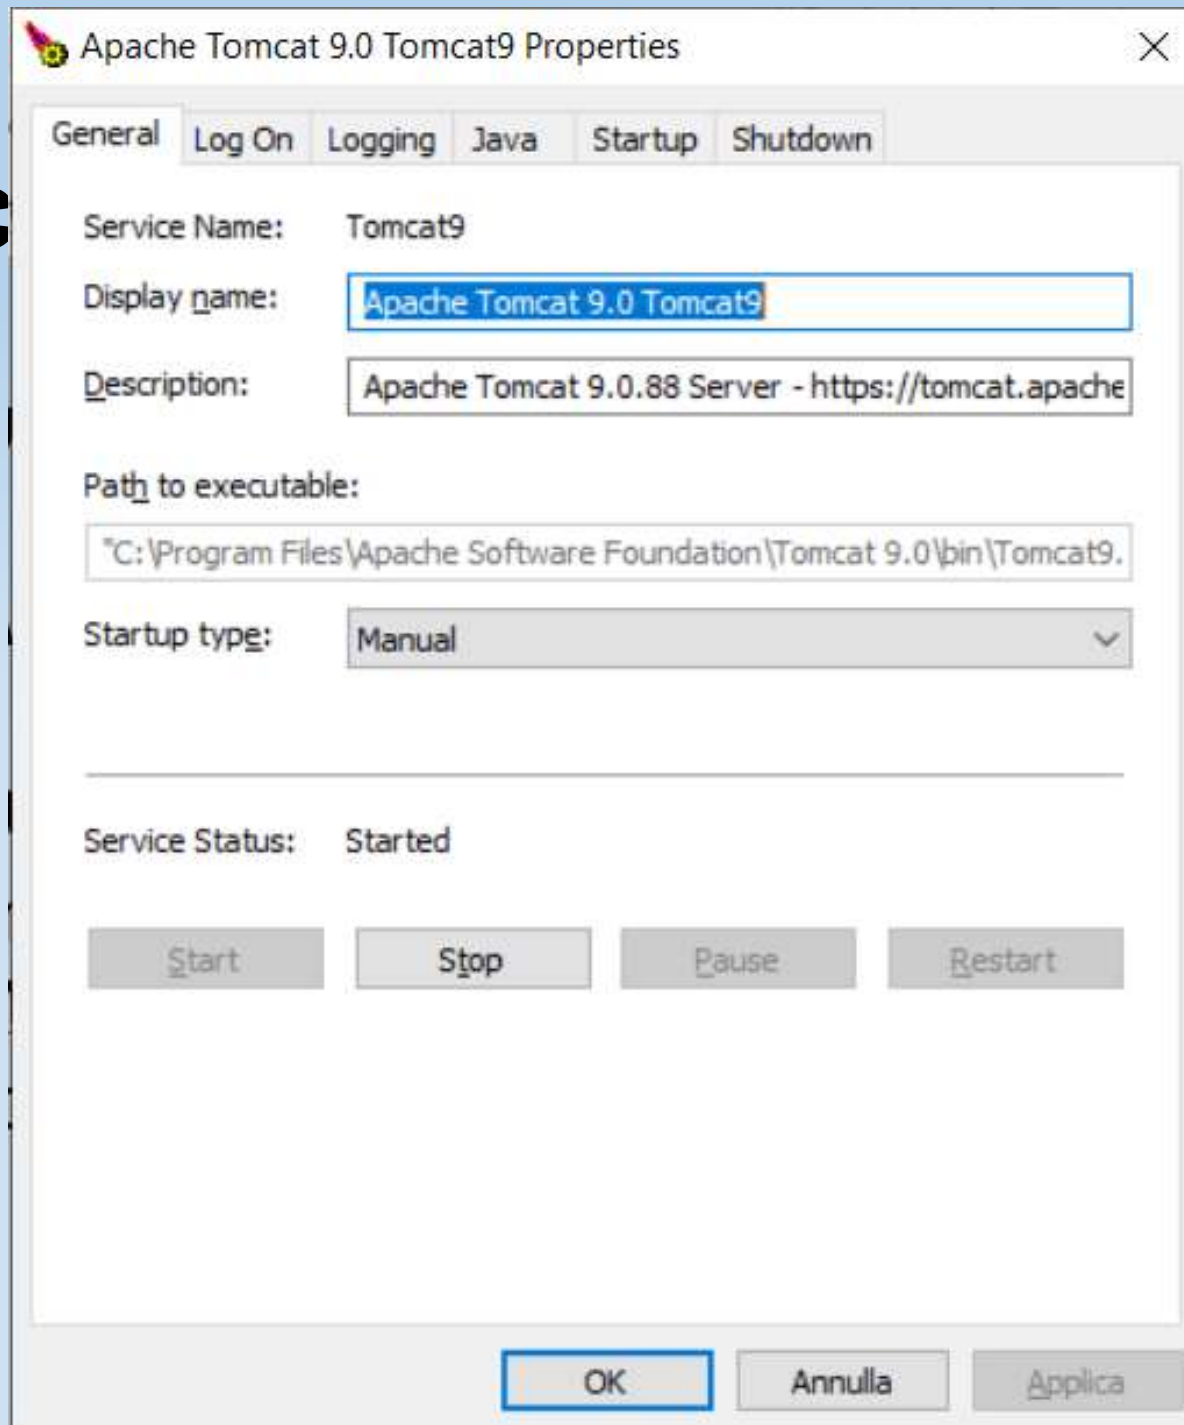 Apache Tomcat 9.0 Tomcat9 Properties
General Log On Logging Java Startup Shutdown
Service Name: Tomcat9
Display name: Apache Tomcat 9.0 Tomcat9
Description: Apache Tomcat 9.0.88 Server - https://tomcat.apache
Path to executable:
"C:\Program Files\Apache Software Foundation\Tomcat 9.0\bin\Tomcat9.
Startup type: Manual
Service Status: Started
Start Stop Pause Restart
OK Annulla Applica